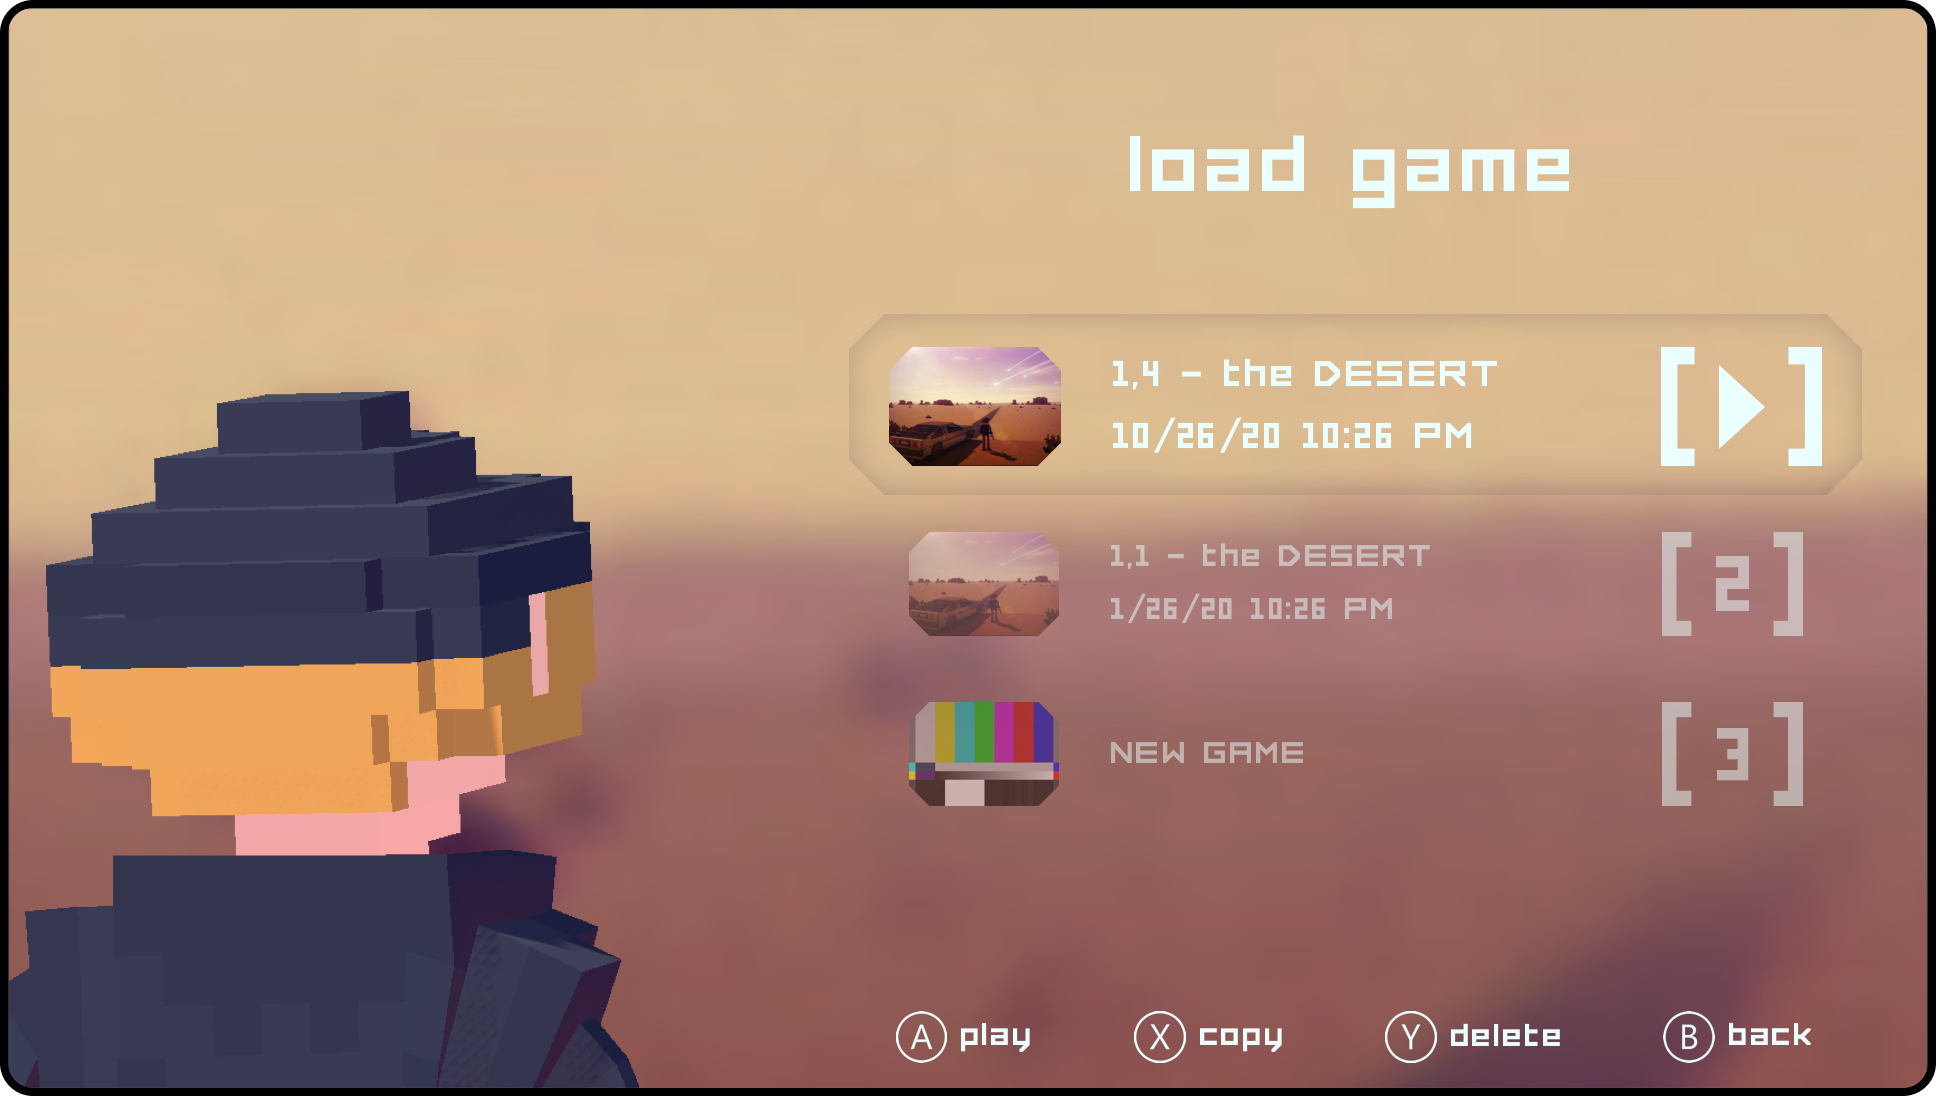 load game
1,4 - the DESERT
10/26/20 10:26 PM
1,1 - the DESERT
1/26/20 10:26 PM
[2]
NEW GAME
[3]
A play X copy Y delete B back